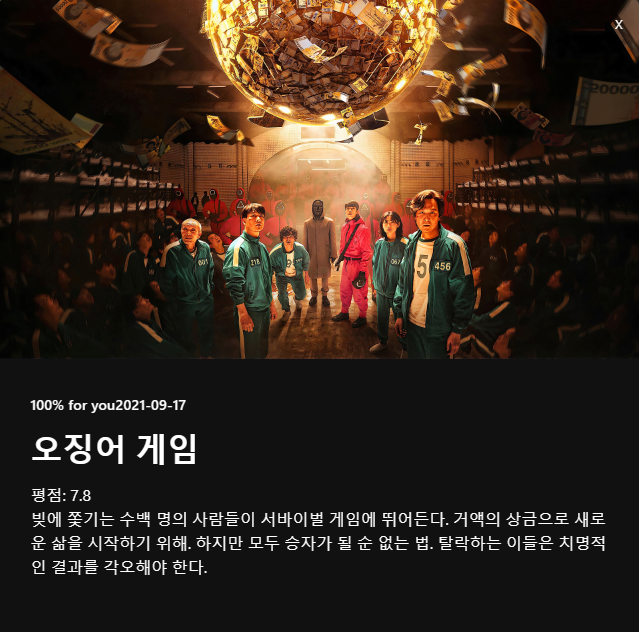 X
50000
001
218
067
5
456
100% for you2021-09-17
오징어 게임
평점: 7.8
빚에 쫓기는 수백 명의 사람들이 서바이벌 게임에 뛰어든다. 거액의 상금으로 새로
운 삶을 시작하기 위해. 하지만 모두 승자가 될 순 없는 법. 탈락하는 이들은 치명적
인 결과를 각오해야 한다.